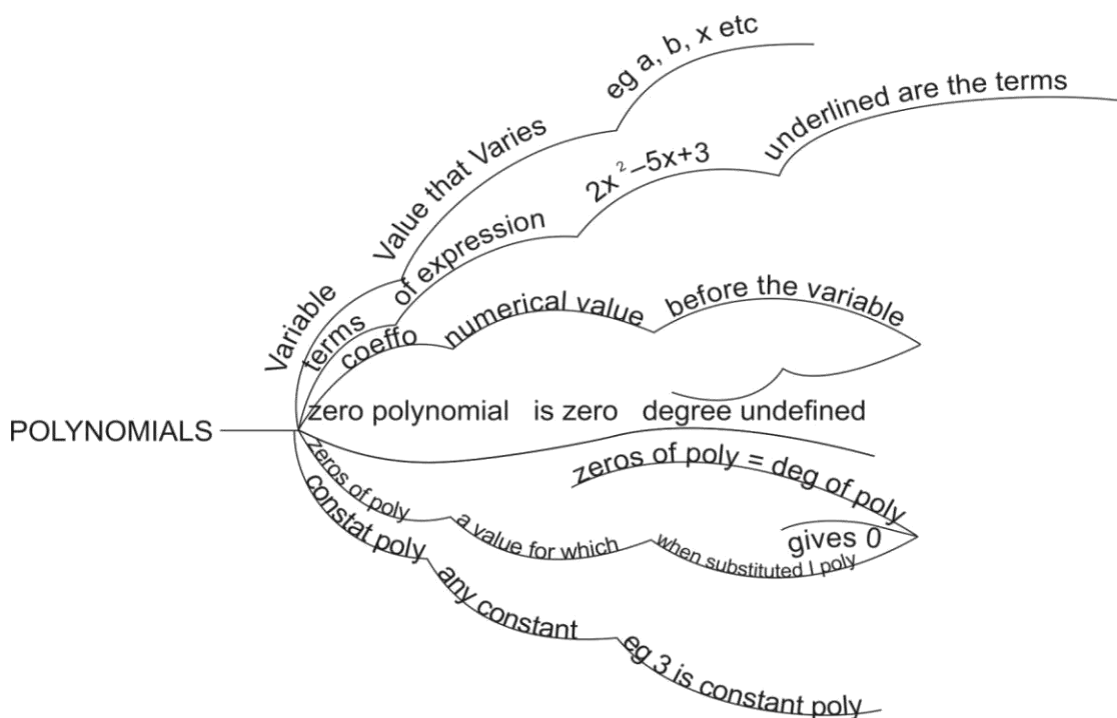 eg a, b, x etc
underlined are the terms
Value that Varies
2x²–5x+3
of expression
Variable
terms
coeffo
numerical value
before the variable
zero polynomial is zero degree undefined
POLYNOMIALS
zeros of poly = deg of poly
zeros of poly
a value for which
when substituted I poly
gives 0
constat poly
any constant
eg 3 is constant poly